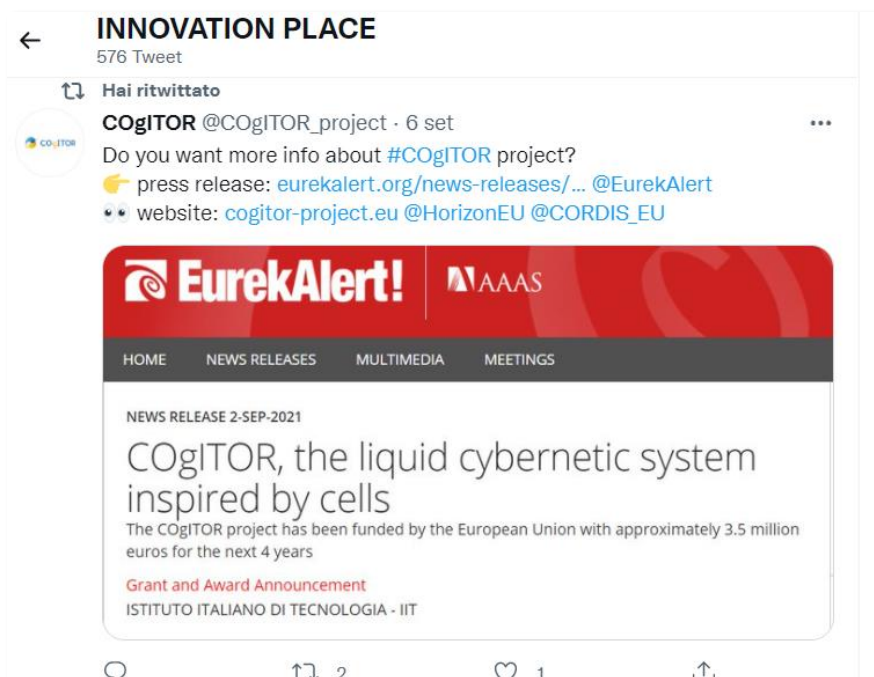 INNOVATION PLACE
576 Tweet
Hai ritwittato
COgITOR @COgITOR_project · 6 set
COgITOR
Do you want more info about #COgITOR project?
👉 press release: eurekalert.org/news-releases/... @EurekAlert
👀 website: cogitor-project.eu @HorizonEU @CORDIS_EU
EurekAlert! AAAS
HOME NEWS RELEASES MULTIMEDIA MEETINGS
NEWS RELEASE 2-SEP-2021
COgITOR, the liquid cybernetic system
inspired by cells
The COgITOR project has been funded by the European Union with approximately 3.5 million
euros for the next 4 years
Grant and Award Announcement
ISTITUTO ITALIANO DI TECNOLOGIA - IIT
2 1